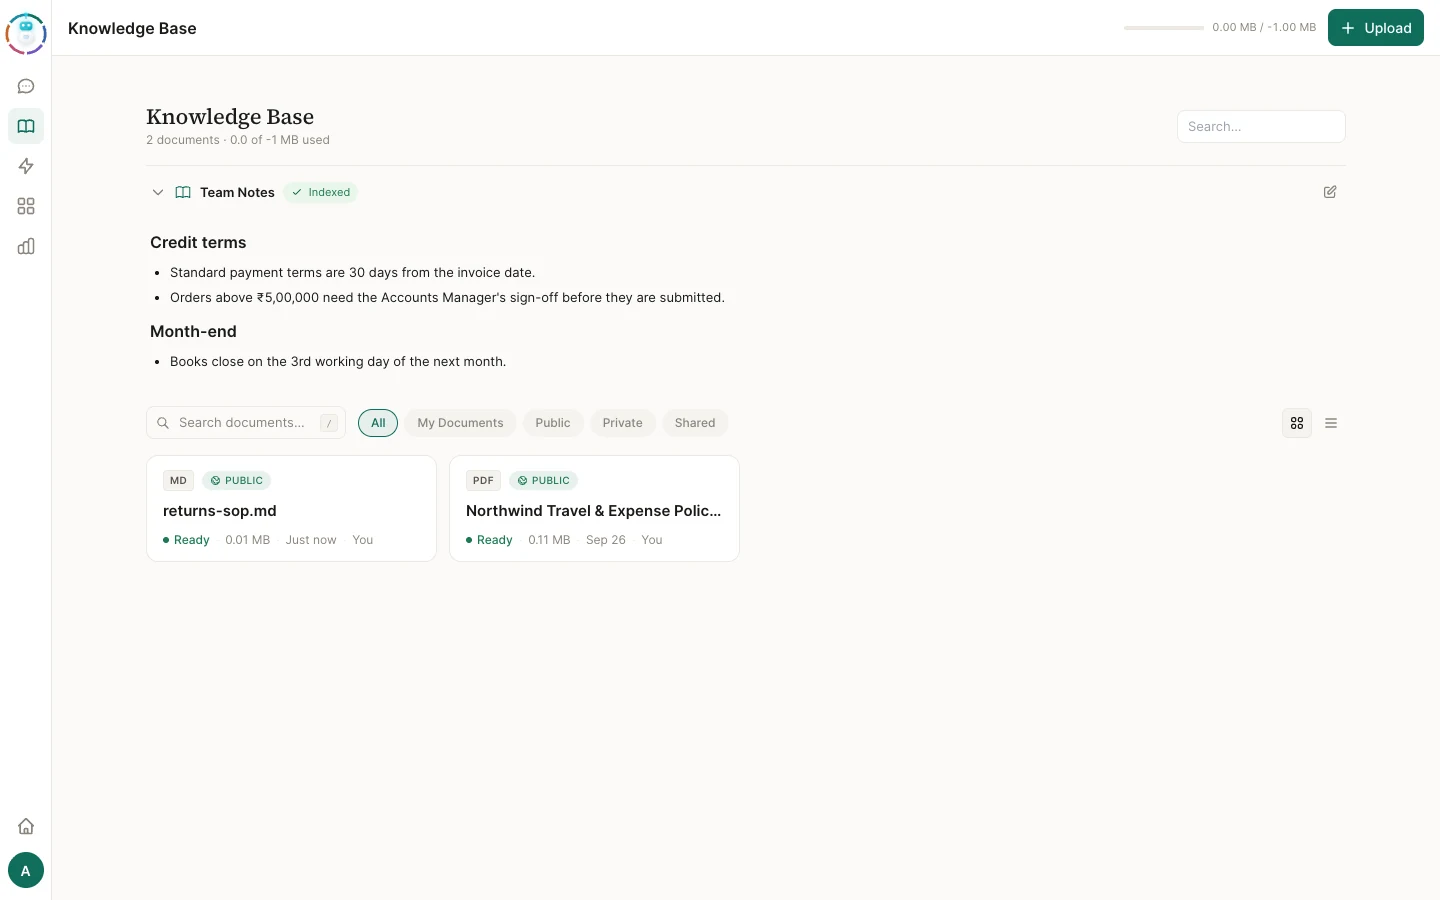 Knowledge Base
0.00 MB / -1.00 MB
+ Upload
Knowledge Base
2 documents · 0.0 of -1 MB used
Search...
Team Notes
Indexed
Credit terms
• Standard payment terms are 30 days from the invoice date.
• Orders above ₹5,00,000 need the Accounts Manager's sign-off before they are submitted.
Month-end
• Books close on the 3rd working day of the next month.
Search documents... /
All My Documents Public Private Shared
MD PUBLIC
returns-sop.md
Ready · 0.01 MB · Just now · You
PDF PUBLIC
Northwind Travel & Expense Polic...
Ready · 0.11 MB · Sep 26 · You
A